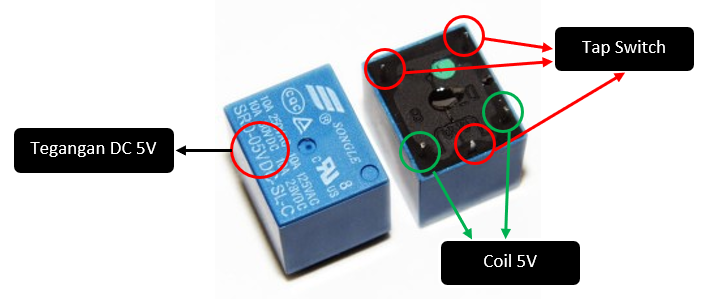 Tap Switch
Tegangan DC 5V
Coil 5V
SONGLE
®
CQC
10A 250VAC 10A 125VAC
10A 30VDC 10A 28VDC
SRD-05VDC-SL-C
C US
8